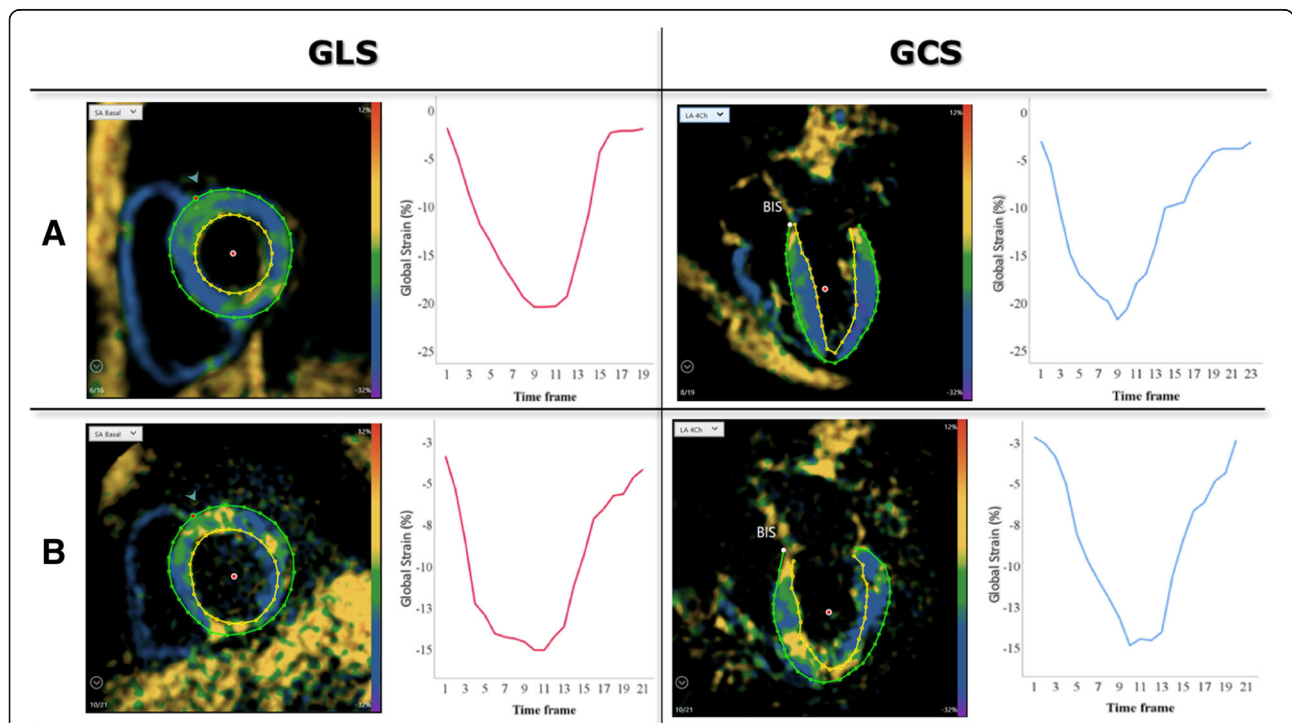 GLS
GCS
A
SA Basal
12%
-32%
6/16
0
-5
-10
-15
-20
-25
Global Strain (%)
1 3 5 7 9 11 13 15 17 19
Time frame
LA 4Ch
12%
BIS
-32%
8/19
0
-5
-10
-15
-20
-25
Global Strain (%)
1 3 5 7 9 11 13 15 17 19 21 23
Time frame
B
SA Basal
12%
-32%
10/21
-3
-5
-8
-10
-13
-15
Global Strain (%)
1 3 5 7 9 11 13 15 17 19 21
Time frame
LA 4Ch
12%
BIS
-32%
10/21
-3
-5
-8
-10
-13
-15
Global Strain (%)
1 3 5 7 9 11 13 15 17 19 21
Time frame